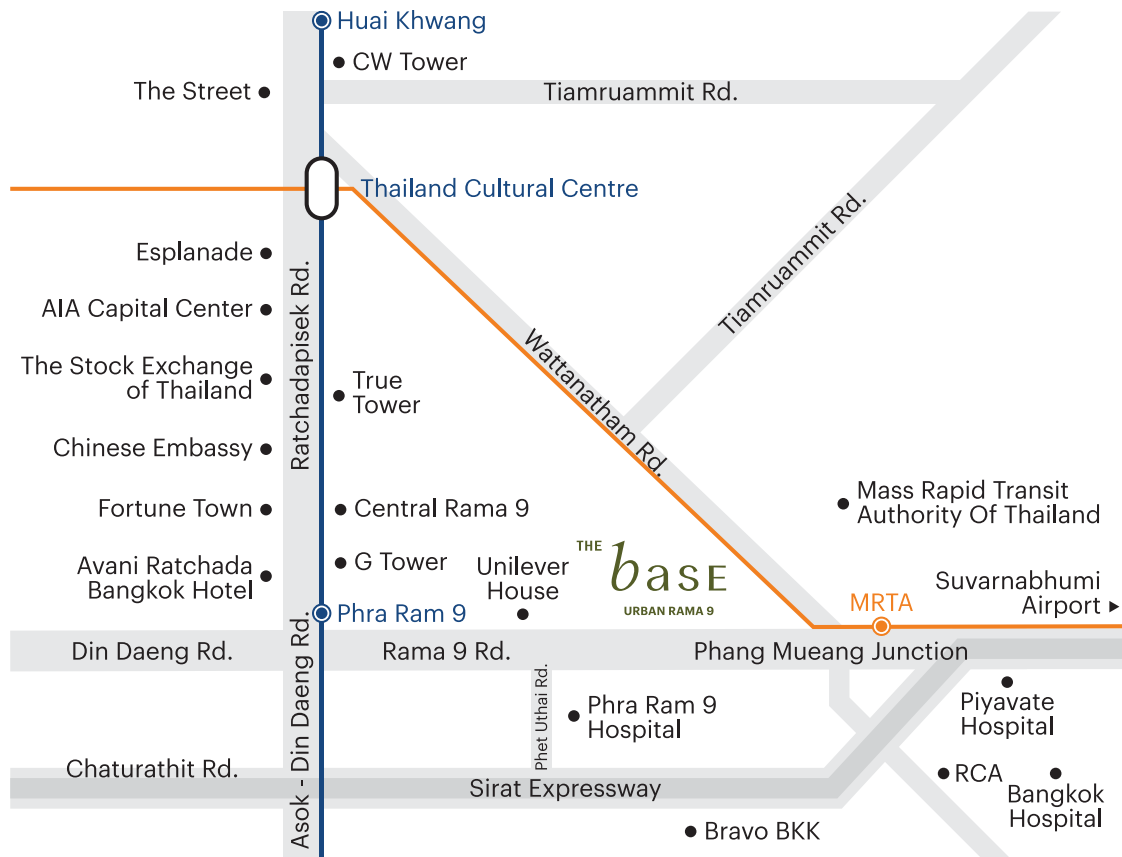 Huai Khwang
CW Tower
The Street
Tiamruammit Rd.
Thailand Cultural Centre
Tiamruammit Rd.
Esplanade
Ratchadapisek Rd.
AIA Capital Center
Wattanatham Rd.
The Stock Exchange
of Thailand
True
Tower
Chinese Embassy
Mass Rapid Transit
Authority Of Thailand
Fortune Town
Central Rama 9
G Tower
Avani Ratchada
Bangkok Hotel
Unilever
House
THE
base
URBAN RAMA 9
Suvarnabhumi
Airport
MRTA
Phra Ram 9
Din Daeng Rd.
Asok - Din Daeng Rd.
Rama 9 Rd.
Phang Mueang Junction
Phet Uthai Rd.
Phra Ram 9
Hospital
Piyavate
Hospital
Chaturathit Rd.
Sirat Expressway
RCA
Bangkok
Hospital
Bravo BKK